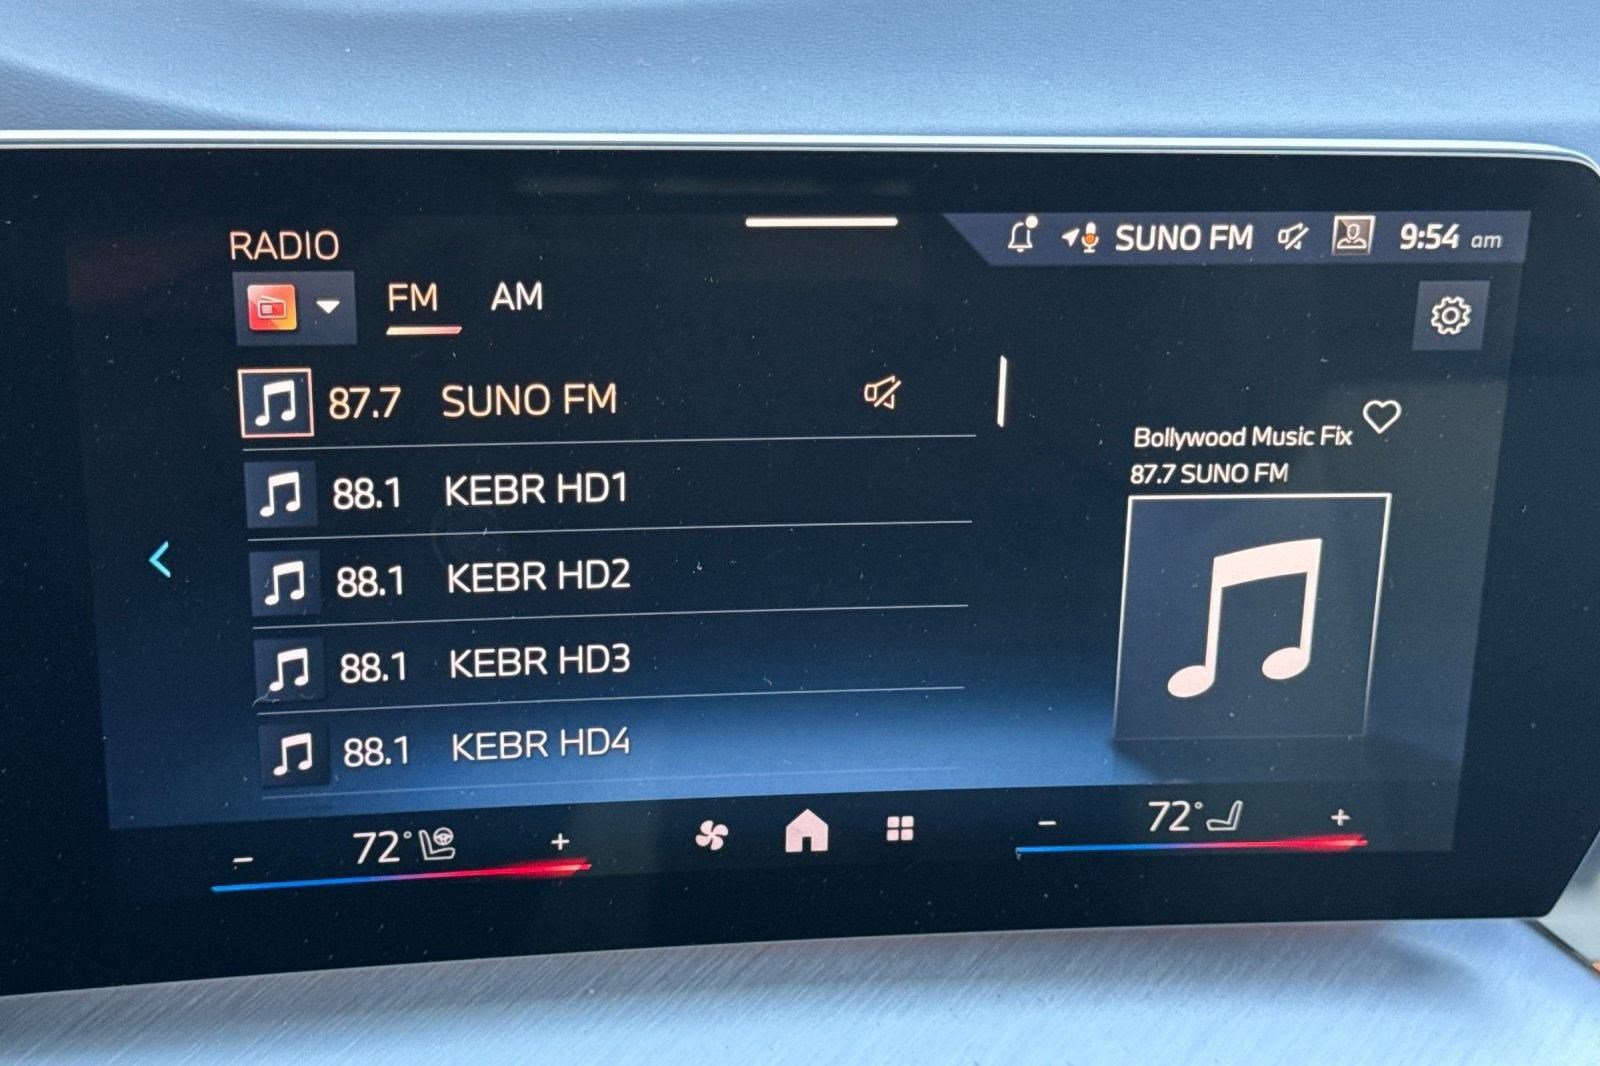 RADIO
SUNO FM 9:54 am
FM AM
87.7 SUNO FM
88.1 KEBR HD1
88.1 KEBR HD2
88.1 KEBR HD3
88.1 KEBR HD4
Bollywood Music Fix
87.7 SUNO FM
- 72° +
- 72° +